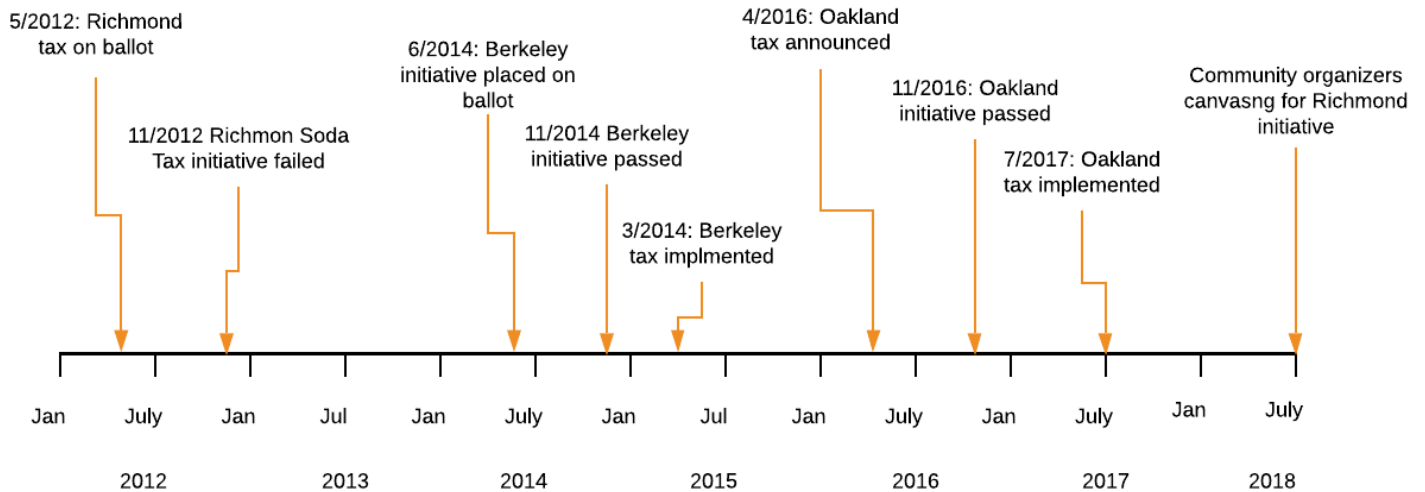 5/2012: Richmond
tax on ballot
11/2012 Richmon Soda
Tax initiative failed
6/2014: Berkeley
initiative placed on
ballot
11/2014 Berkeley
initiative passed
3/2014: Berkeley
tax implmented
4/2016: Oakland
tax announced
11/2016: Oakland
initiative passed
7/2017: Oakland
tax implemented
Community organizers
canvasng for Richmond
initiative
Jan July Jan Jul Jan July Jan Jul Jan July Jan July Jan July
2012 2013 2014 2015 2016 2017 2018